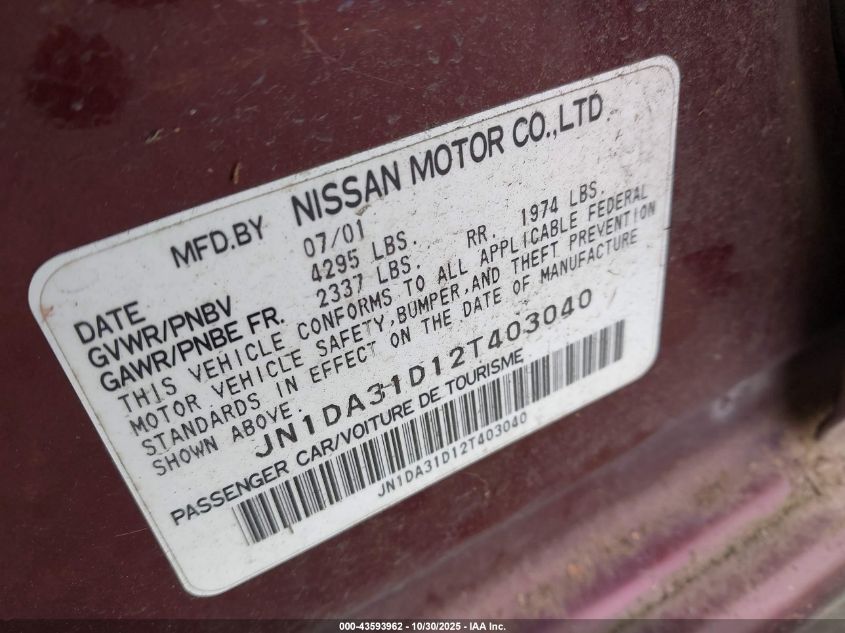 MFD.BY NISSAN MOTOR CO.,LTD.
DATE 07/01
GVWR/PNBV 4295 LBS.
GAWR/PNBE FR. 2337 LBS. RR. 1974 LBS.
THIS VEHICLE CONFORMS TO ALL APPLICABLE FEDERAL
MOTOR VEHICLE SAFETY,BUMPER,AND THEFT PREVENTION
STANDARDS IN EFFECT ON THE DATE OF MANUFACTURE
SHOWN ABOVE.
JN1DA31D12T403040
PASSENGER CAR/VOITURE DE TOURISME
JN1DA31D12T403040
000-43593962 - 10/30/2025 - IAA Inc.